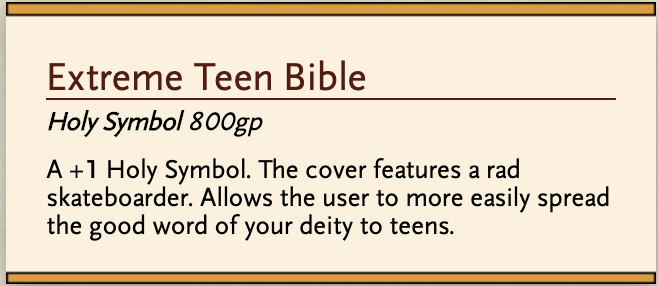 Extreme Teen Bible
Holy Symbol 800gp
A +1 Holy Symbol. The cover features a rad
skateboarder. Allows the user to more easily spread
the good word of your deity to teens.